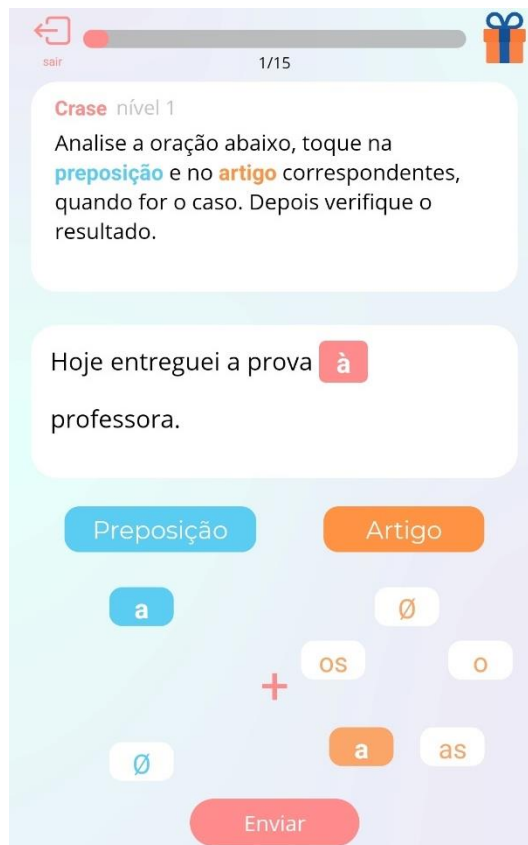 sair
1/15
Crase nível 1
Analise a oração abaixo, toque na
preposição e no artigo correspondentes,
quando for o caso. Depois verifique o
resultado.
Hoje entreguei a prova à
professora.
Preposição Artigo
a Ø
os o
+
a as
Ø
Enviar